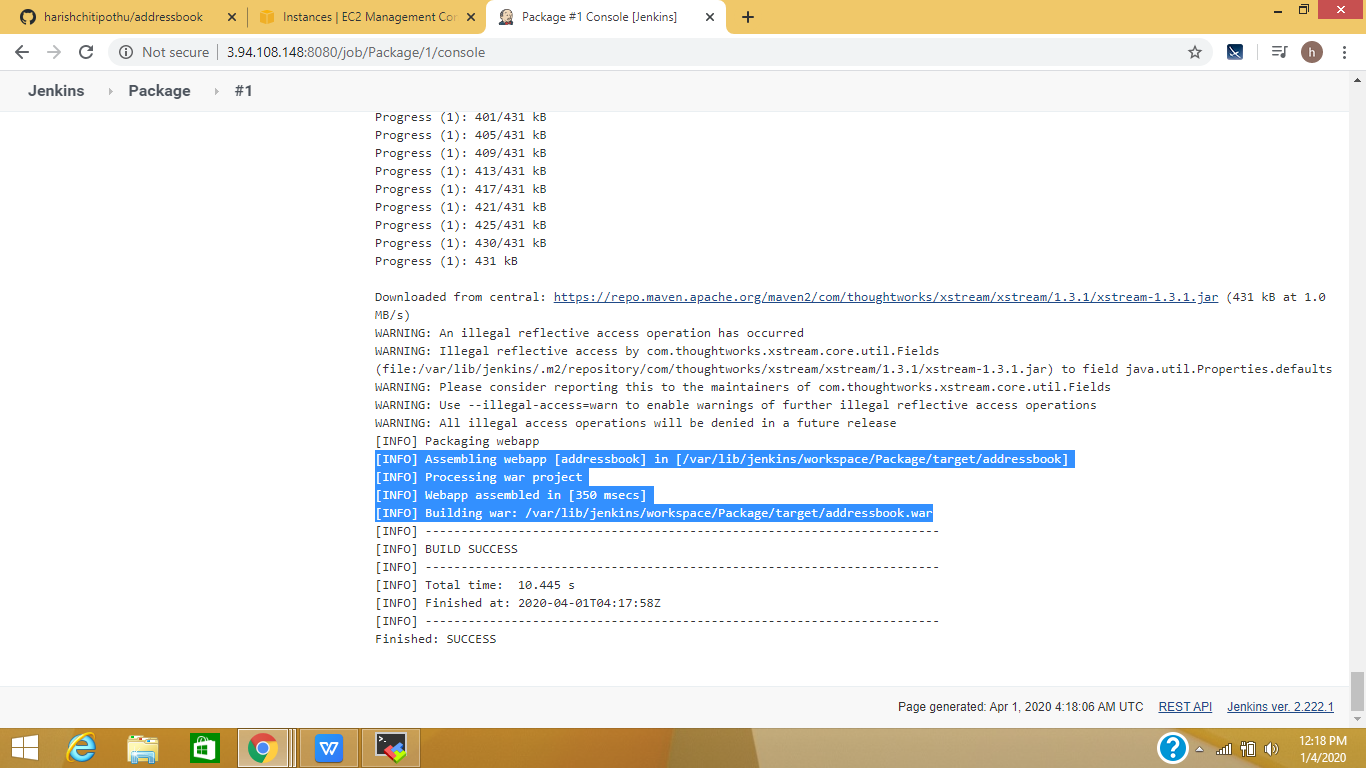 harishchitipothu/addressbook
Instances | EC2 Management Con
Package #1 Console [Jenkins]
Not secure | 3.94.108.148:8080/job/Package/1/console
h
Jenkins Package #1
Progress (1): 401/431 kB
Progress (1): 405/431 kB
Progress (1): 409/431 kB
Progress (1): 413/431 kB
Progress (1): 417/431 kB
Progress (1): 421/431 kB
Progress (1): 425/431 kB
Progress (1): 430/431 kB
Progress (1): 431 kB
Downloaded from central: https://repo.maven.apache.org/maven2/com/thoughtworks/xstream/xstream/1.3.1/xstream-1.3.1.jar (431 kB at 1.0
MB/s)
WARNING: An illegal reflective access operation has occurred
WARNING: Illegal reflective access by com.thoughtworks.xstream.core.util.Fields
(file:/var/lib/jenkins/.m2/repository/com/thoughtworks/xstream/xstream/1.3.1/xstream-1.3.1.jar) to field java.util.Properties.defaults
WARNING: Please consider reporting this to the maintainers of com.thoughtworks.xstream.core.util.Fields
WARNING: Use --illegal-access=warn to enable warnings of further illegal reflective access operations
WARNING: All illegal access operations will be denied in a future release
[INFO] Packaging webapp
[INFO] Assembling webapp [addressbook] in [/var/lib/jenkins/workspace/Package/target/addressbook]
[INFO] Processing war project
[INFO] Webapp assembled in [350 msecs]
[INFO] Building war: /var/lib/jenkins/workspace/Package/target/addressbook.war
[INFO] ------------------------------------------------------------------------
[INFO] BUILD SUCCESS
[INFO] ------------------------------------------------------------------------
[INFO] Total time:  10.445 s
[INFO] Finished at: 2020-04-01T04:17:58Z
[INFO] ------------------------------------------------------------------------
Finished: SUCCESS
Page generated: Apr 1, 2020 4:18:06 AM UTC REST API Jenkins ver. 2.222.1
12:18 PM
1/4/2020